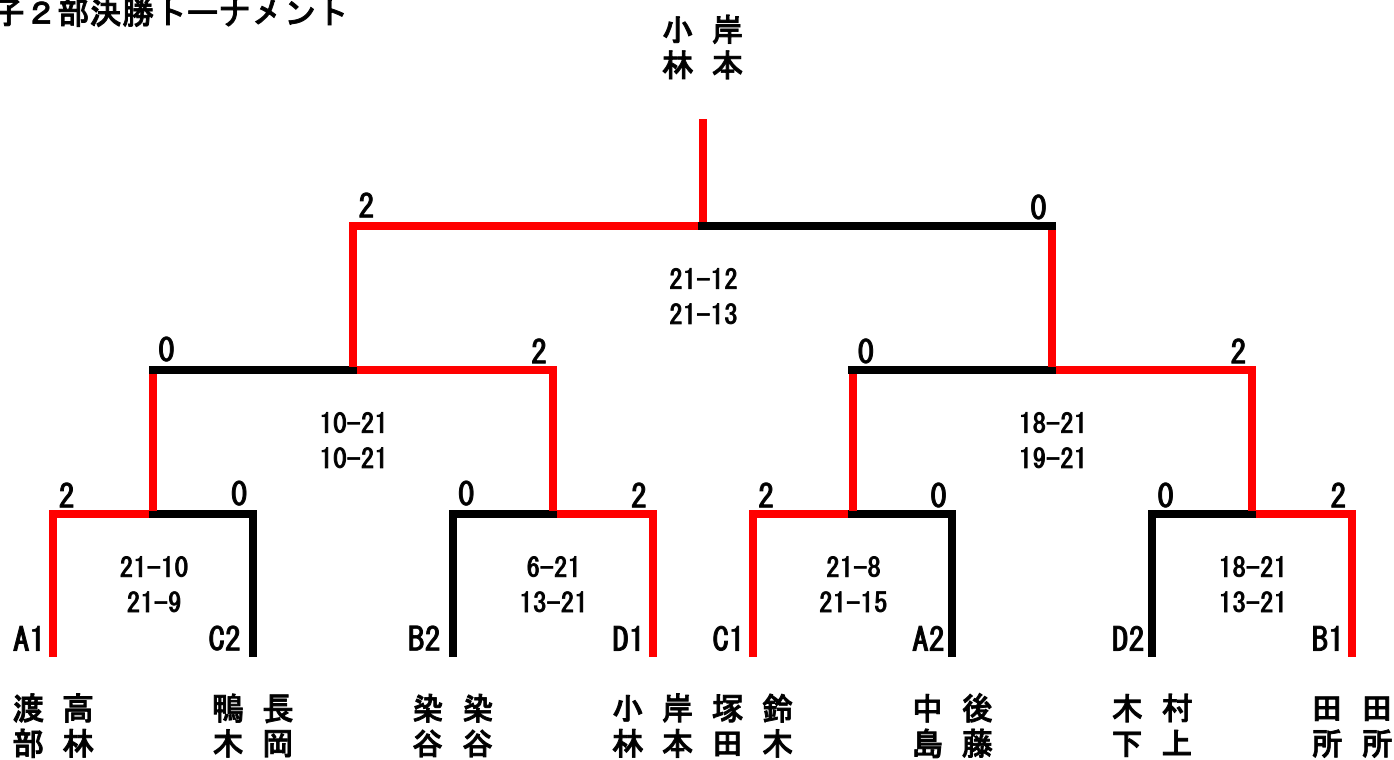 子２部決勝トーナメント
小林 岸本
2 0
21-12
21-13
0 2 0 2
10-21 18-21
10-21 19-21
2 0 0 2 2 0 0 2
21-10 6-21 21-8 18-21
21-9 13-21 21-15 13-21
A1 C2 B2 D1 C1 A2 D2 B1
渡部 高林 鴨木 長岡 染谷 染谷 小林 岸本 塚田 鈴木 中島 後藤 木下 村上 田所 田所